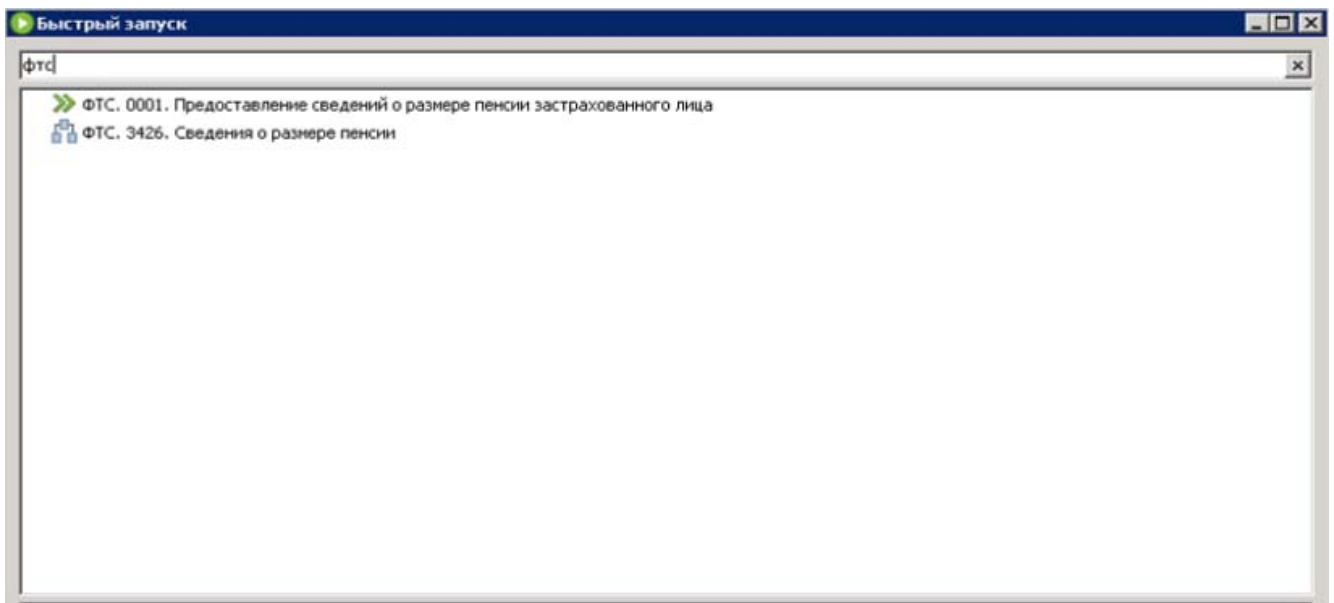 Быстрый запуск
фтс
ФТС. 0001. Предоставление сведений о размере пенсии застрахованного лица
ФТС. 3426. Сведения о размере пенсии